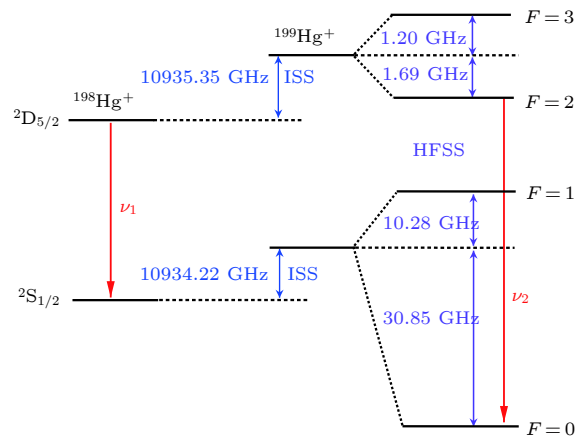 F = 3
¹⁹⁹Hg⁺
1.20 GHz
10935.35 GHz ISS
1.69 GHz
¹⁹⁸Hg⁺
F = 2
²D₅/₂
HFSS
F = 1
ν₁
10.28 GHz
10934.22 GHz ISS
²S₁/₂
ν₂
30.85 GHz
F = 0